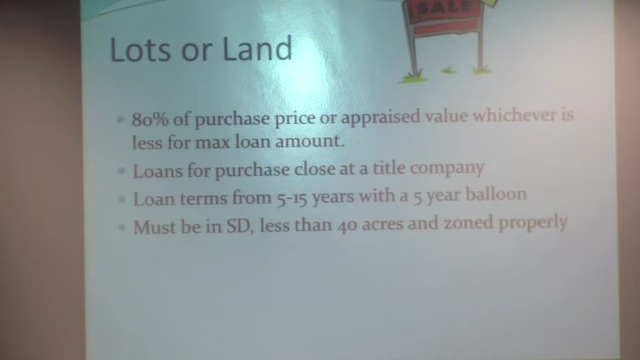 SALE
Lots or Land
80% of purchase price or appraised value whichever is
less for max loan amount.
Loans for purchase close at a title company
Loan terms from 5-15 years with a 5 year balloon
Must be in SD, less than 40 acres and zoned properly